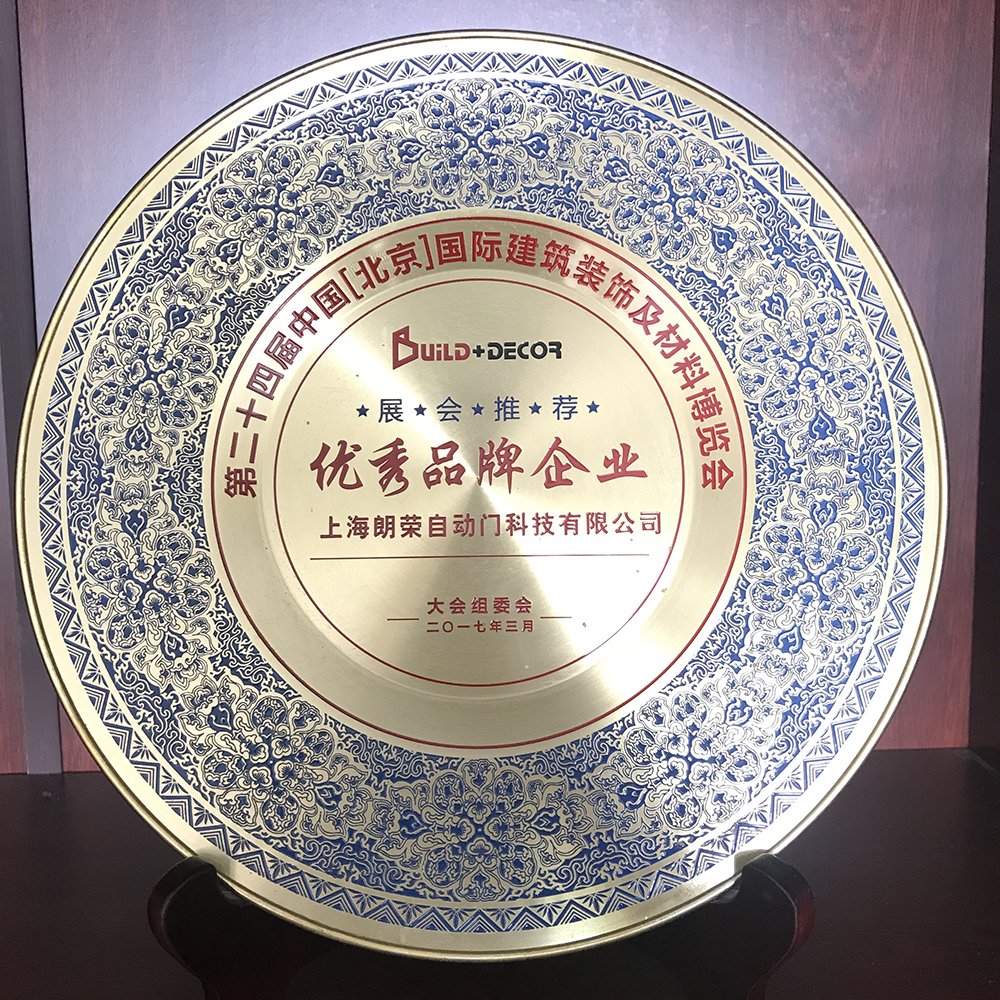 第二十四届中国[北京]国际建筑装饰及材料博览会
BUILD+DECOR
★展★会★推★荐★
优秀品牌企业
上海朗荣自动门科技有限公司
大会组委会
二〇一七年三月